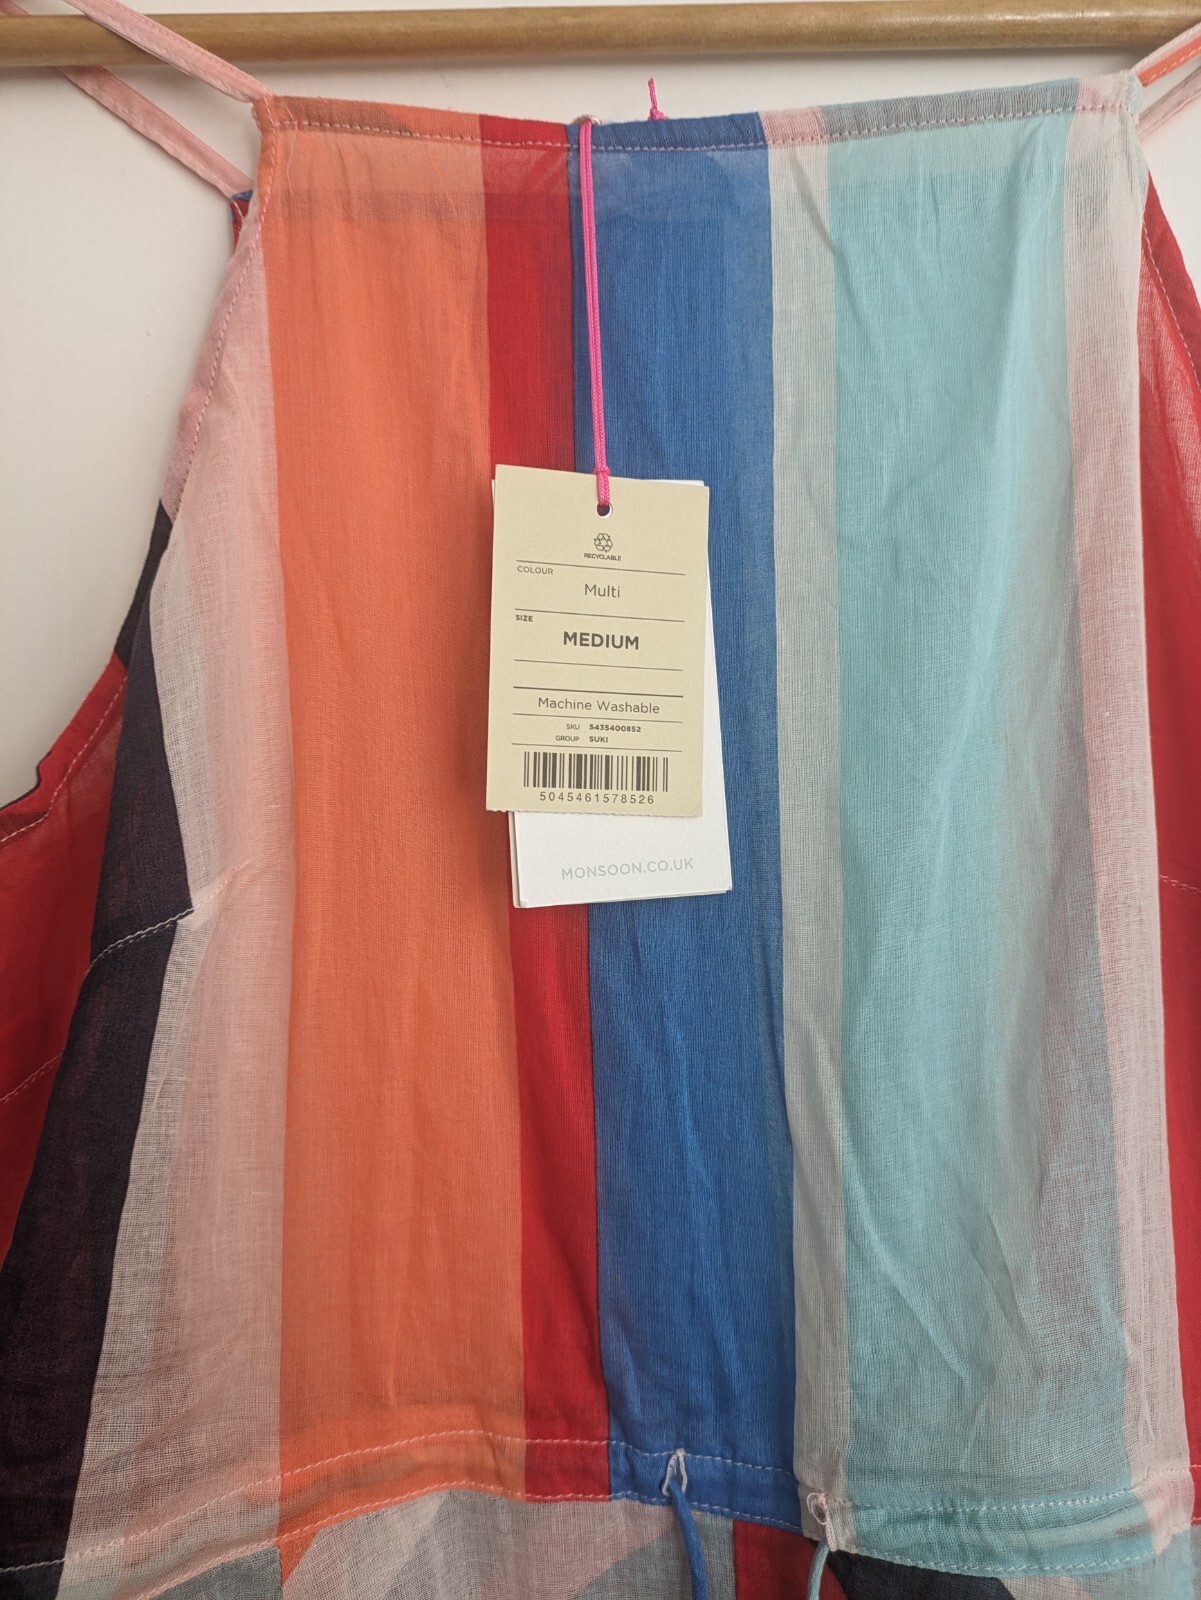 RECYCLABLE
COLOUR
Multi
SIZE
MEDIUM
Machine Washable
SKU 5435400852
GROUP SUKI
5045461578526
MONSOON.CO.UK